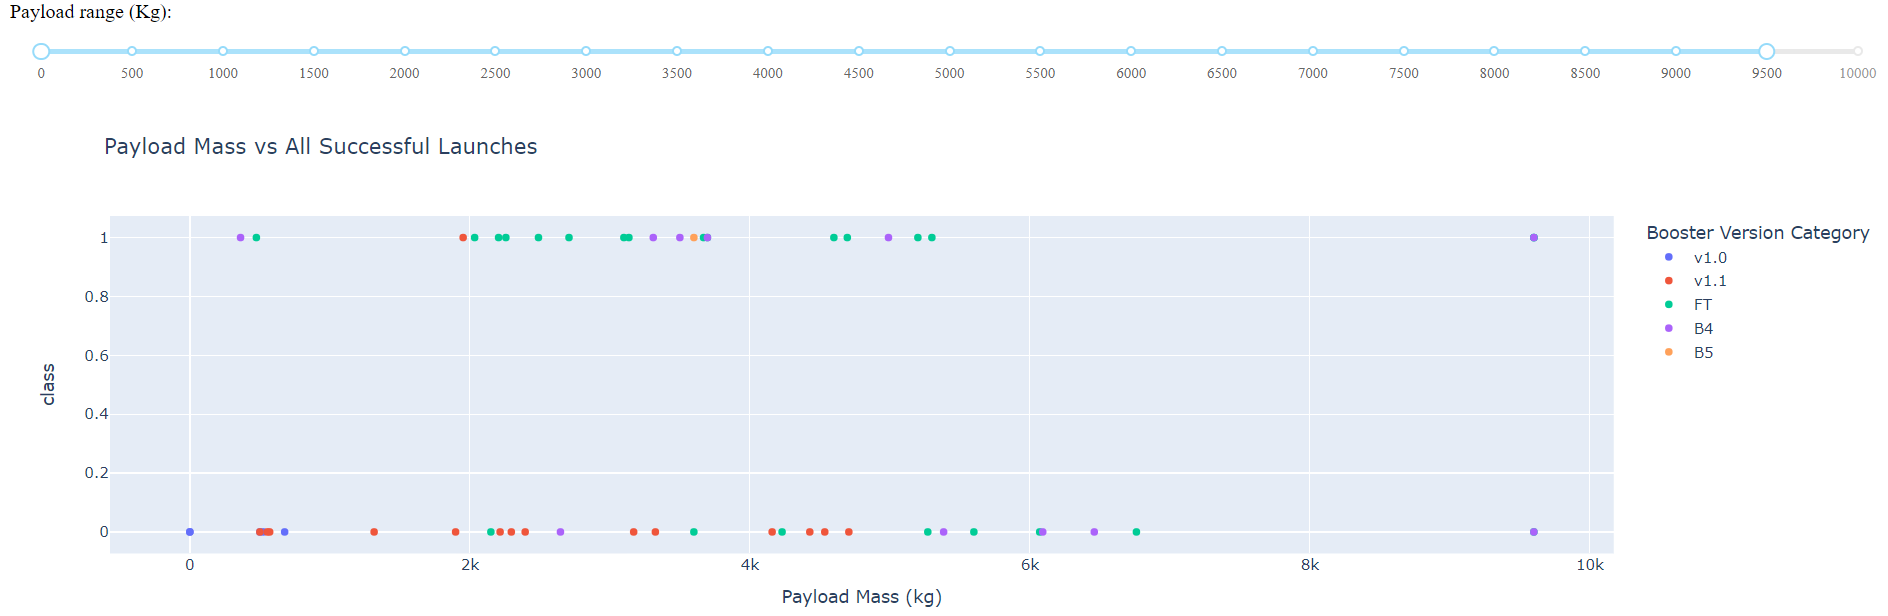 Payload range (Kg):
0 500 1000 1500 2000 2500 3000 3500 4000 4500 5000 5500 6000 6500 7000 7500 8000 8500 9000 9500 10000
Payload Mass vs All Successful Launches
Booster Version Category
v1.0
v1.1
FT
B4
B5
class
1
0.8
0.6
0.4
0.2
0
0 2k 4k 6k 8k 10k
Payload Mass (kg)